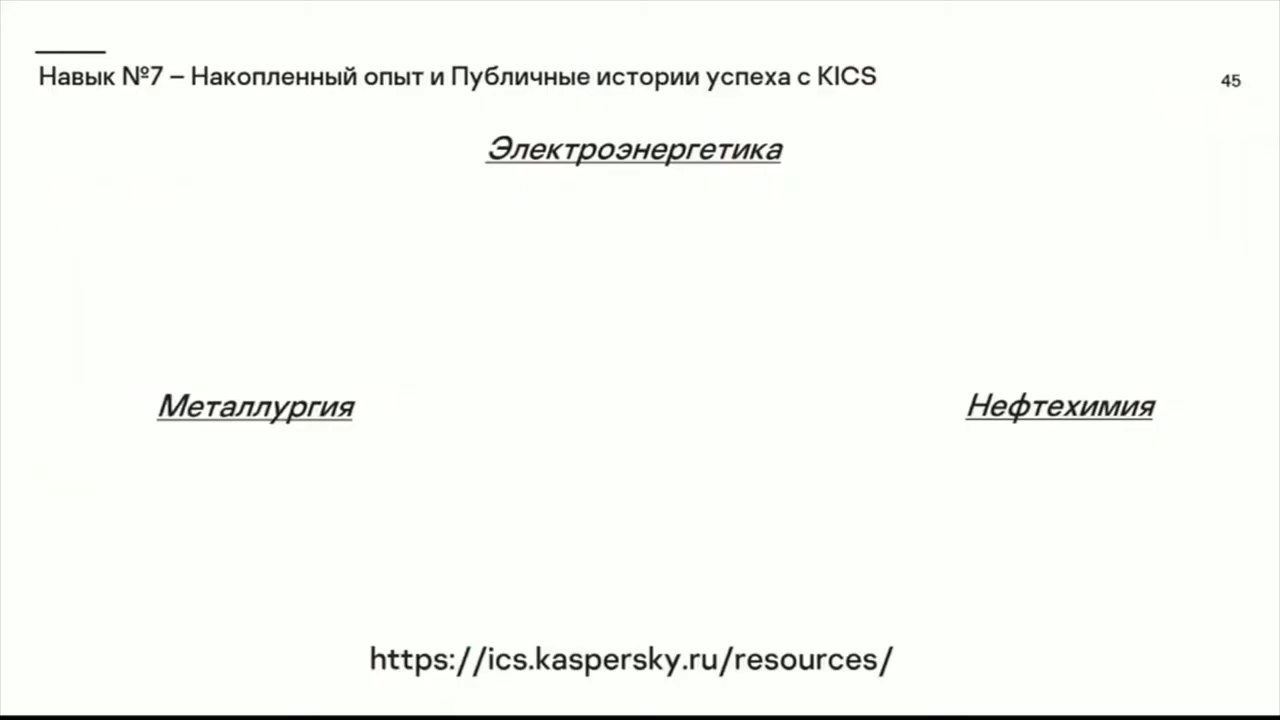 Навык №7 – Накопленный опыт и Публичные истории успеха с KICS
45
Электроэнергетика
Металлургия
Нефтехимия
https://ics.kaspersky.ru/resources/